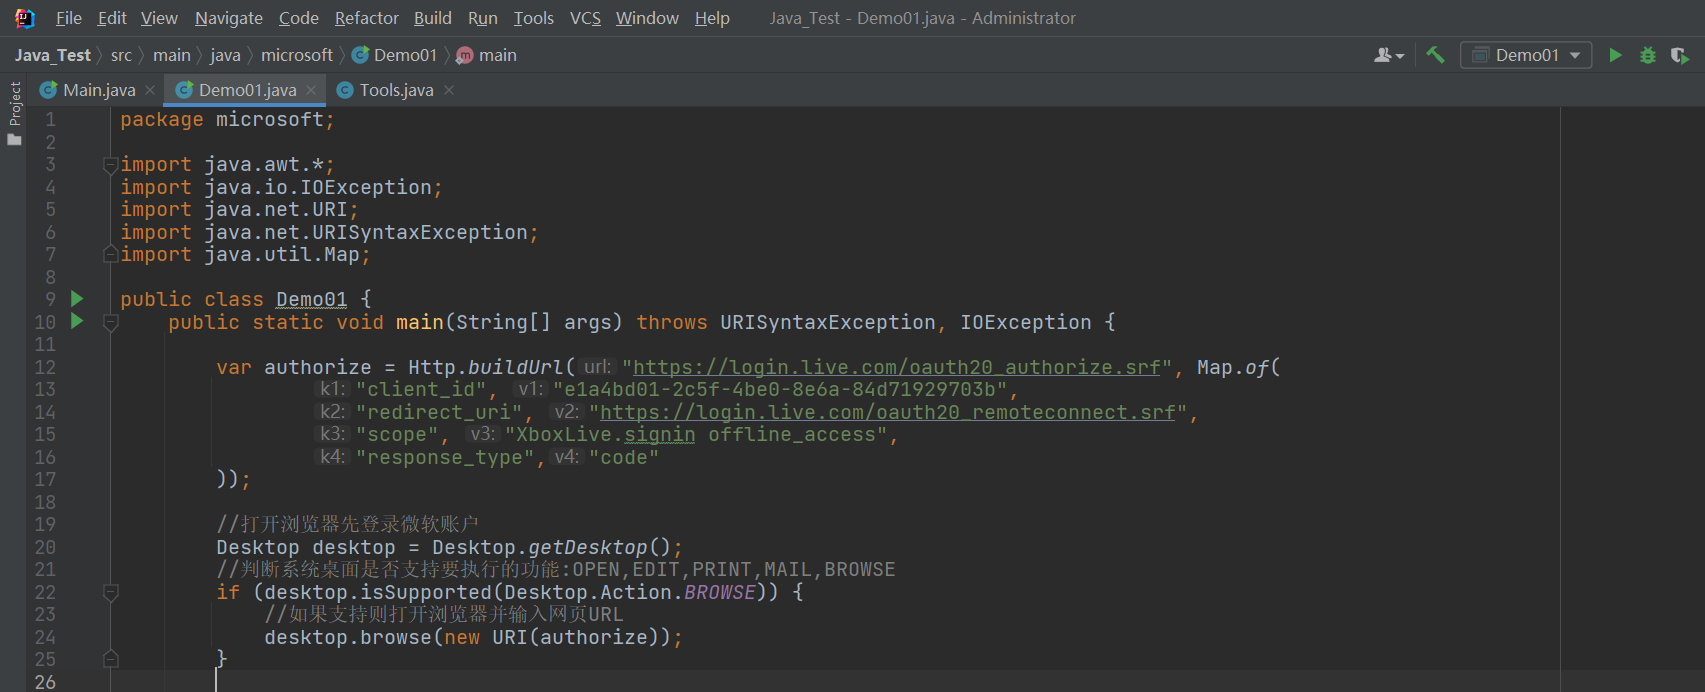 File Edit View Navigate Code Refactor Build Run Tools VCS Window Help Java_Test - Demo01.java - Administrator
Java_Test src main java microsoft Demo01 main Demo01
Project
Main.java Demo01.java Tools.java
1 package microsoft;
2
3 import java.awt.*;
4 import java.io.IOException;
5 import java.net.URI;
6 import java.net.URISyntaxException;
7 import java.util.Map;
8
9 public class Demo01 {
10 public static void main(String[] args) throws URISyntaxException, IOException {
11
12 var authorize = Http.buildUrl( url: "https://login.live.com/oauth20_authorize.srf", Map.of(
13 k1: "client_id", v1: "e1a4bd01-2c5f-4be0-8e6a-84d71929703b",
14 k2: "redirect_uri", v2: "https://login.live.com/oauth20_remoteconnect.srf",
15 k3: "scope", v3: "XboxLive.signin offline_access",
16 k4: "response_type", v4: "code"
17 ));
18
19 //打开浏览器先登录微软账户
20 Desktop desktop = Desktop.getDesktop();
21 //判断系统桌面是否支持要执行的功能:OPEN,EDIT,PRINT,MAIL,BROWSE
22 if (desktop.isSupported(Desktop.Action.BROWSE)) {
23 //如果支持则打开浏览器并输入网页URL
24 desktop.browse(new URI(authorize));
25 }
26